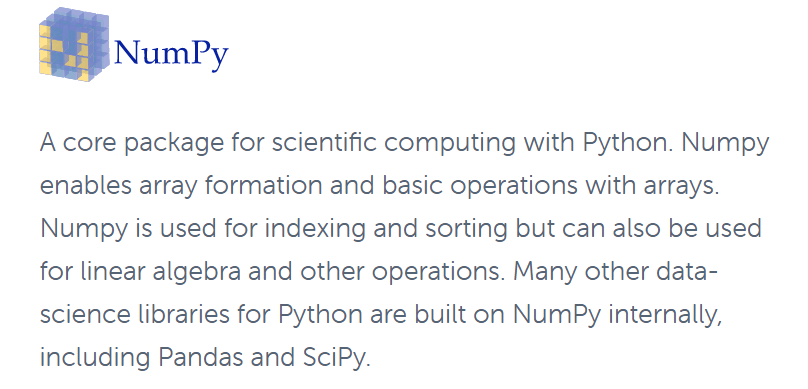 NumPy
A core package for scientific computing with Python. Numpy
enables array formation and basic operations with arrays.
Numpy is used for indexing and sorting but can also be used
for linear algebra and other operations. Many other data-
science libraries for Python are built on NumPy internally,
including Pandas and SciPy.